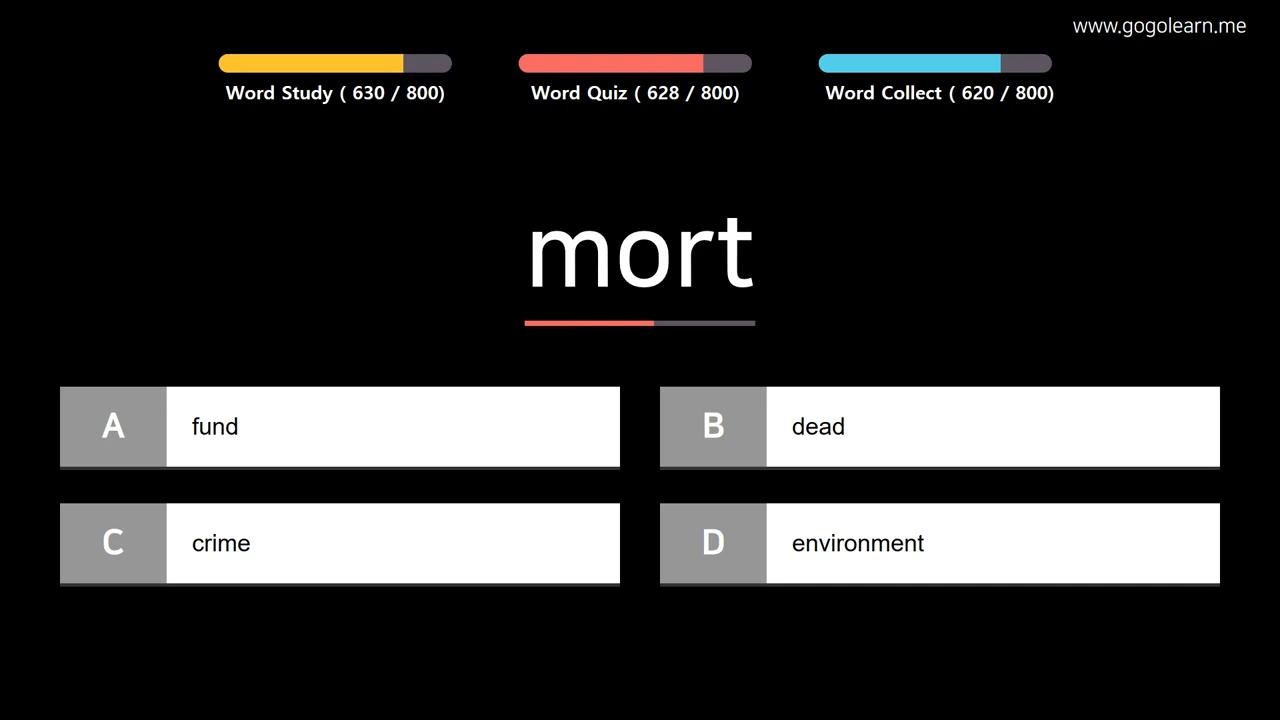 www.gogolearn.me
Word Study ( 630 / 800)
Word Quiz ( 628 / 800)
Word Collect ( 620 / 800)
mort
A fund
B dead
C crime
D environment